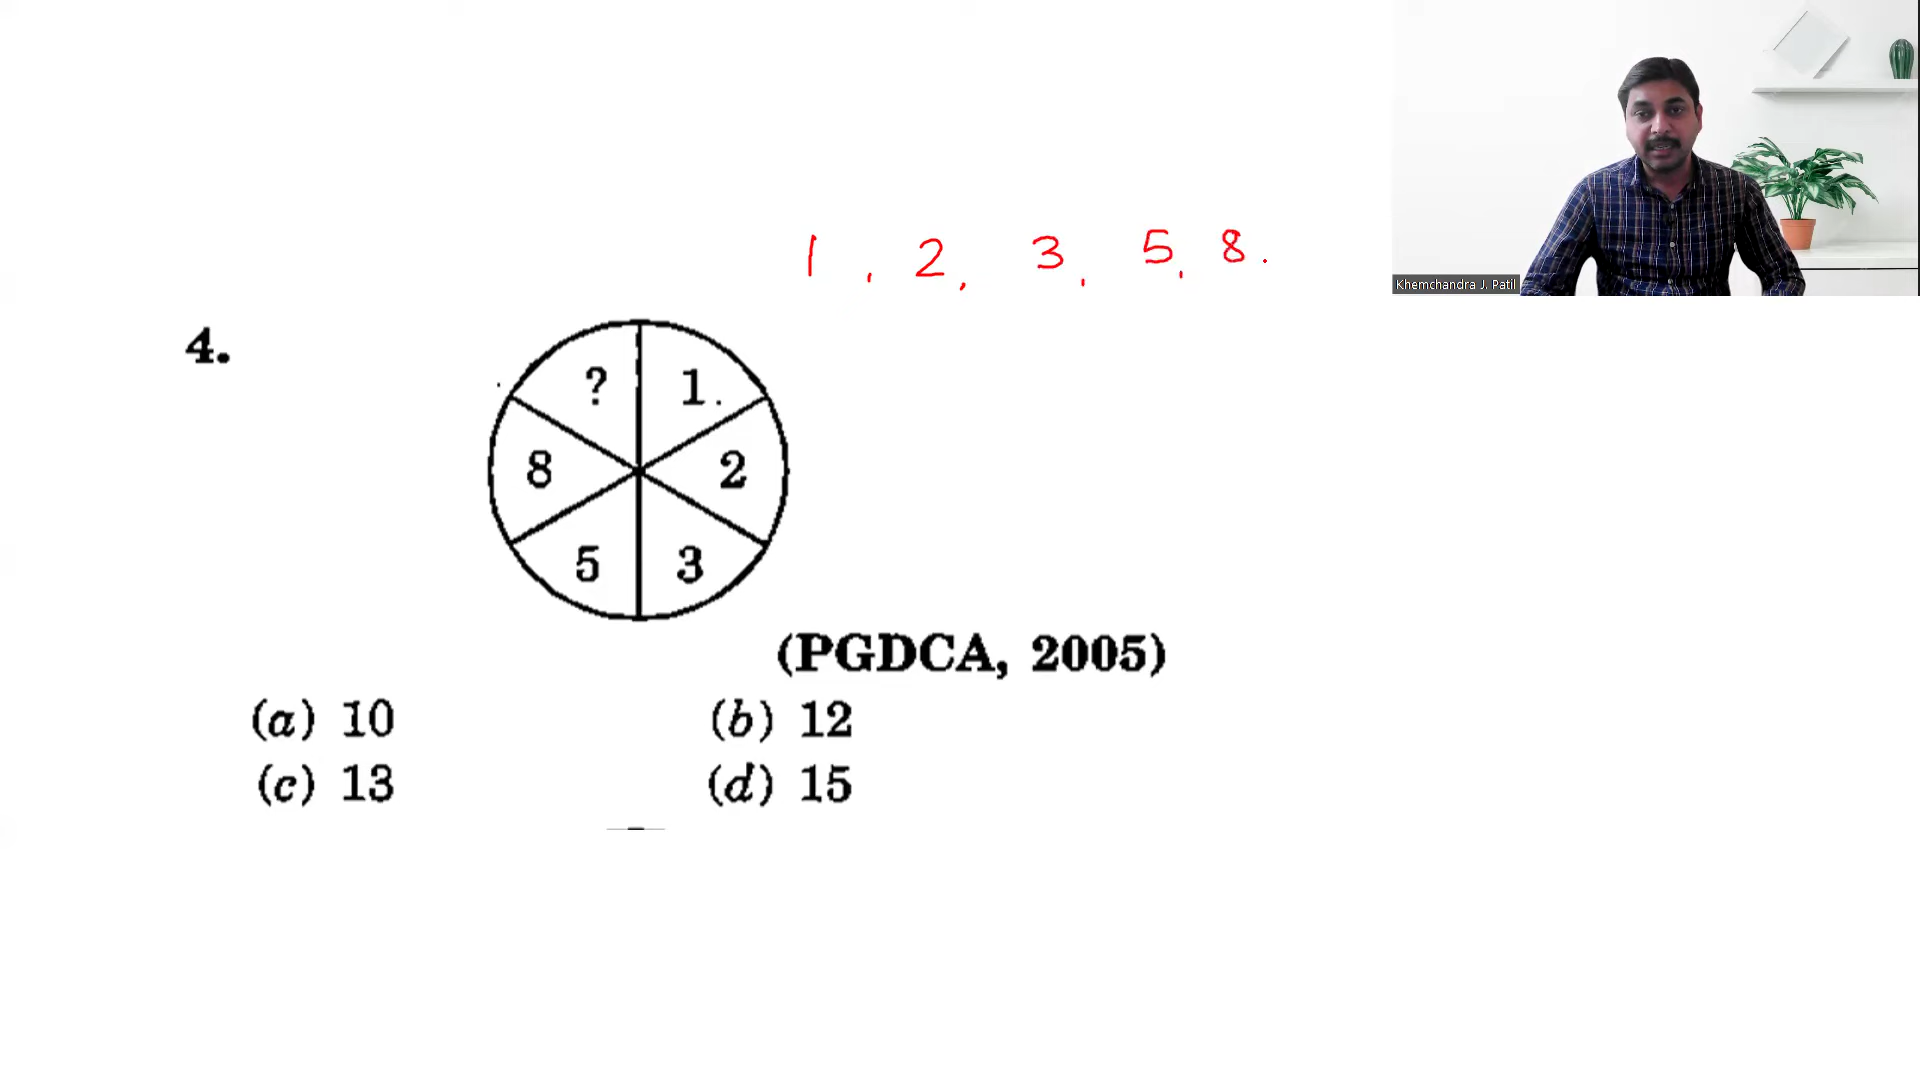 1, 2, 3, 5, 8.
Khemchandra J. Patil
4.
? 1.
8 2
5 3
(PGDCA, 2005)
(a) 10 (b) 12
(c) 13 (d) 15